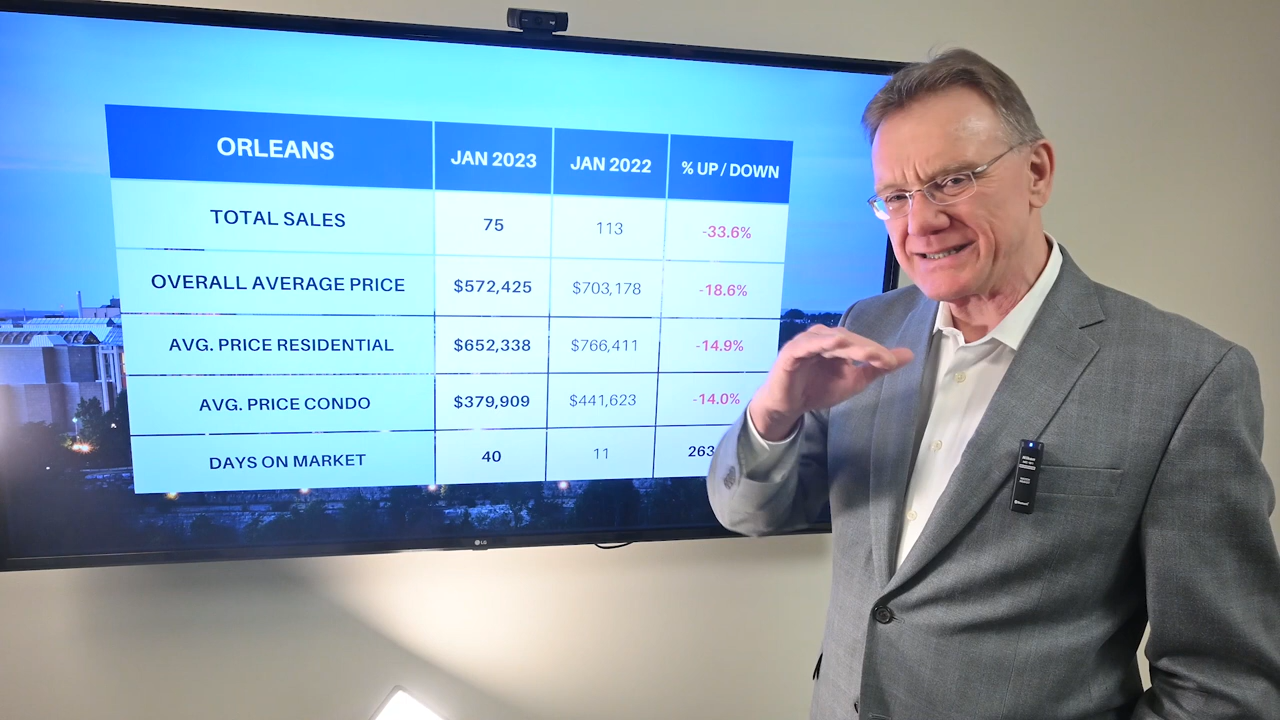 ORLEANS JAN 2023 JAN 2022 % UP / DOWN
TOTAL SALES 75 113 -33.6%
OVERALL AVERAGE PRICE $572,425 $703,178 -18.6%
AVG. PRICE RESIDENTIAL $652,338 $766,411 -14.9%
AVG. PRICE CONDO $379,909 $441,623 -14.0%
DAYS ON MARKET 40 11 263
LG